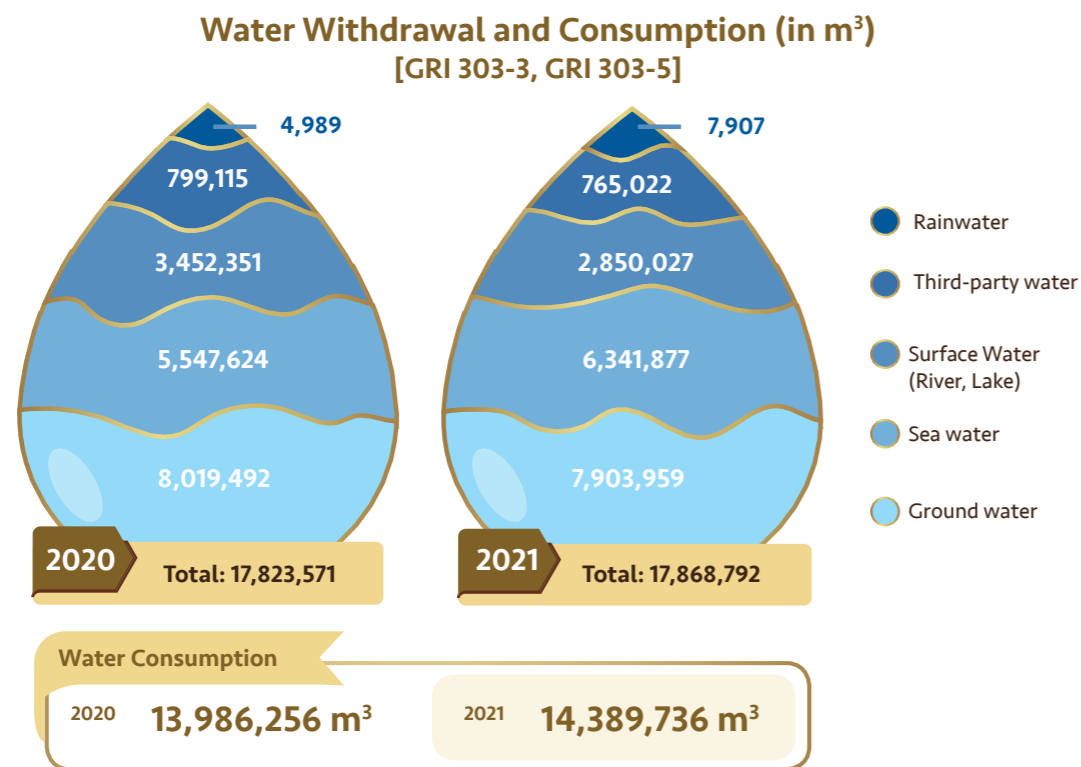 Water Withdrawal and Consumption (in m³)
[GRI 303-3, GRI 303-5]
4,989
799,115
3,452,351
5,547,624
8,019,492
2020
Total: 17,823,571
7,907
765,022
2,850,027
6,341,877
7,903,959
2021
Total: 17,868,792
Rainwater
Third-party water
Surface Water
(River, Lake)
Sea water
Ground water
Water Consumption
2020 13,986,256 m³
2021 14,389,736 m³